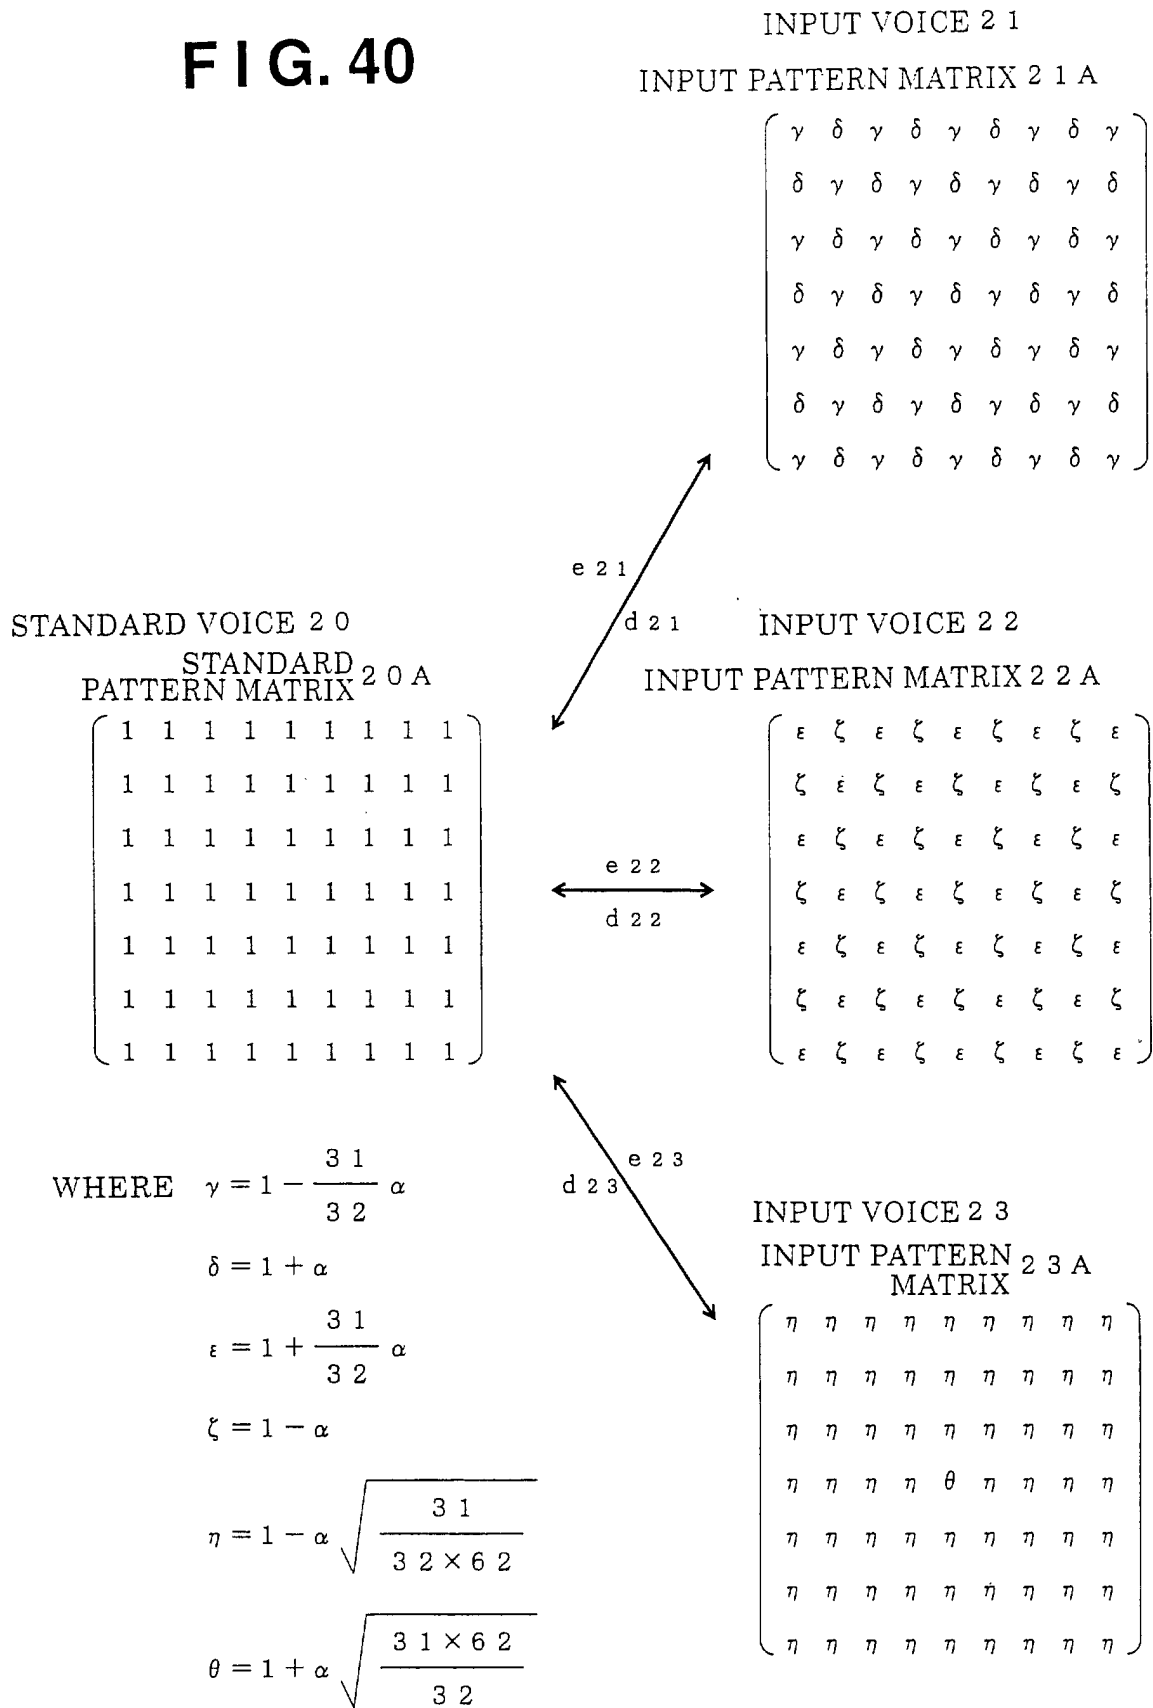 FIG. 40
INPUT VOICE 21
INPUT PATTERN MATRIX 21A
γ δ γ δ γ δ γ δ γ
δ γ δ γ δ γ δ γ δ
γ δ γ δ γ δ γ δ γ
δ γ δ γ δ γ δ γ δ
γ δ γ δ γ δ γ δ γ
δ γ δ γ δ γ δ γ δ
γ δ γ δ γ δ γ δ γ
e21
d21
STANDARD VOICE 20
STANDARD
PATTERN MATRIX 20A
1 1 1 1 1 1 1 1 1
1 1 1 1 1 1 1 1 1
1 1 1 1 1 1 1 1 1
1 1 1 1 1 1 1 1 1
1 1 1 1 1 1 1 1 1
1 1 1 1 1 1 1 1 1
1 1 1 1 1 1 1 1 1
e22
d22
INPUT VOICE 22
INPUT PATTERN MATRIX 22A
ε ζ ε ζ ε ζ ε ζ ε
ζ ε ζ ε ζ ε ζ ε ζ
ε ζ ε ζ ε ζ ε ζ ε
ζ ε ζ ε ζ ε ζ ε ζ
ε ζ ε ζ ε ζ ε ζ ε
ζ ε ζ ε ζ ε ζ ε ζ
ε ζ ε ζ ε ζ ε ζ ε
e23
d23
INPUT VOICE 23
INPUT PATTERN
MATRIX 23A
η η η η η η η η η
η η η η η η η η η
η η η η η η η η η
η η η η θ η η η η
η η η η η η η η η
η η η η η η η η η
η η η η η η η η η
WHERE γ = 1 − 31/32 α
δ = 1 + α
ε = 1 + 31/32 α
ζ = 1 − α
η = 1 − α √(31/(32×62))
θ = 1 + α √((31×62)/32)